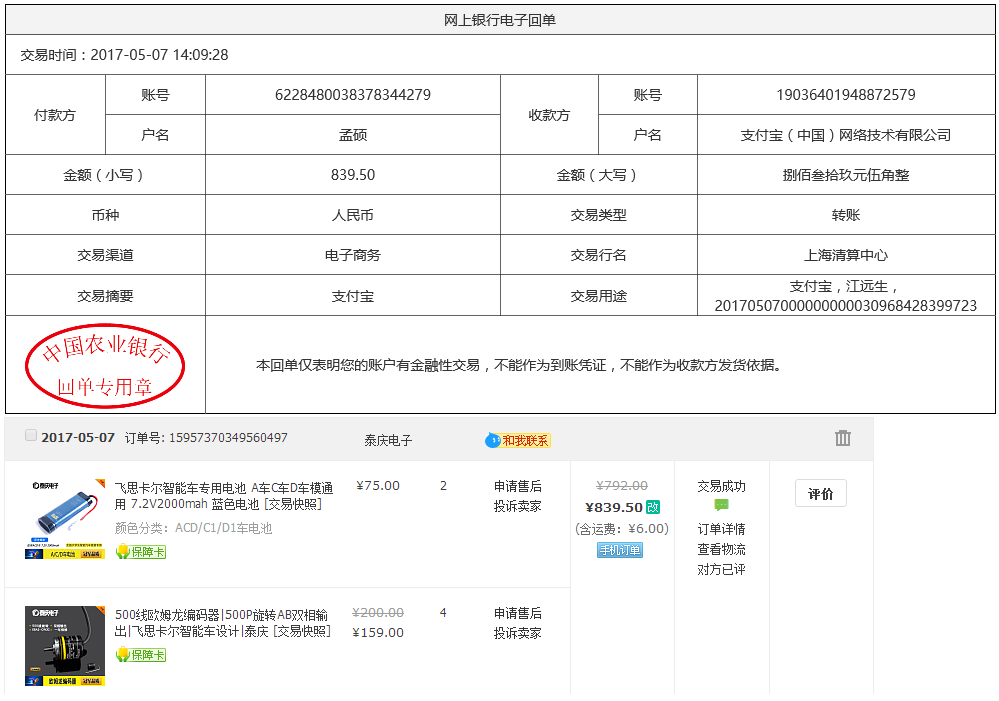 网上银行电子回单
交易时间：2017-05-07 14:09:28
付款方 账号 6228480038378344279 收款方 账号 19036401948872579
户名 孟硕 户名 支付宝（中国）网络技术有限公司
金额（小写） 839.50 金额（大写） 捌佰叁拾玖元伍角整
币种 人民币 交易类型 转账
交易渠道 电子商务 交易行名 上海清算中心
交易摘要 支付宝 交易用途 支付宝，江远生，
20170507000000000030968428399723
中国农业银行
回单专用章
本回单仅表明您的账户有金融性交易，不能作为到账凭证，不能作为收款方发货依据。
2017-05-07 订单号: 15957370349560497 泰庆电子 和我联系
飞思卡尔智能车专用电池 A车C车D车模通
用 7.2V2000mah 蓝色电池 [交易快照]
颜色分类：ACD/C1/D1车电池
保障卡
¥75.00
2
申请售后
投诉卖家
¥792.00
¥839.50 改
(含运费：¥6.00)
手机订单
交易成功
订单详情
查看物流
对方已评
评价
500线欧姆龙编码器|500P旋转AB双相输
出|飞思卡尔智能车设计|泰庆 [交易快照]
保障卡
¥200.00
¥159.00
4
申请售后
投诉卖家